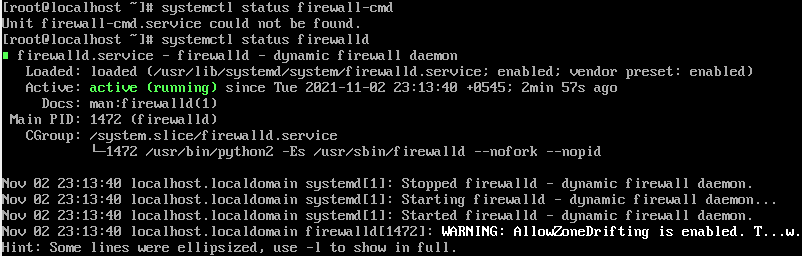 [root@localhost ~]# systemctl status firewall-cmd
Unit firewall-cmd.service could not be found.
[root@localhost ~]# systemctl status firewalld
firewalld.service - firewalld - dynamic firewall daemon
Loaded: loaded (/usr/lib/systemd/system/firewalld.service; enabled; vendor preset: enabled)
Active: active (running) since Tue 2021-11-02 23:13:40 +0545; 2min 57s ago
Docs: man:firewalld(1)
Main PID: 1472 (firewalld)
CGroup: /system.slice/firewalld.service
└─1472 /usr/bin/python2 -Es /usr/sbin/firewalld --nofork --nopid
Nov 02 23:13:40 localhost.localdomain systemd[1]: Stopped firewalld - dynamic firewall daemon.
Nov 02 23:13:40 localhost.localdomain systemd[1]: Starting firewalld - dynamic firewall daemon...
Nov 02 23:13:40 localhost.localdomain systemd[1]: Started firewalld - dynamic firewall daemon.
Nov 02 23:13:40 localhost.localdomain firewalld[1472]: WARNING: AllowZoneDrifting is enabled. T...w.
Hint: Some lines were ellipsized, use -l to show in full.